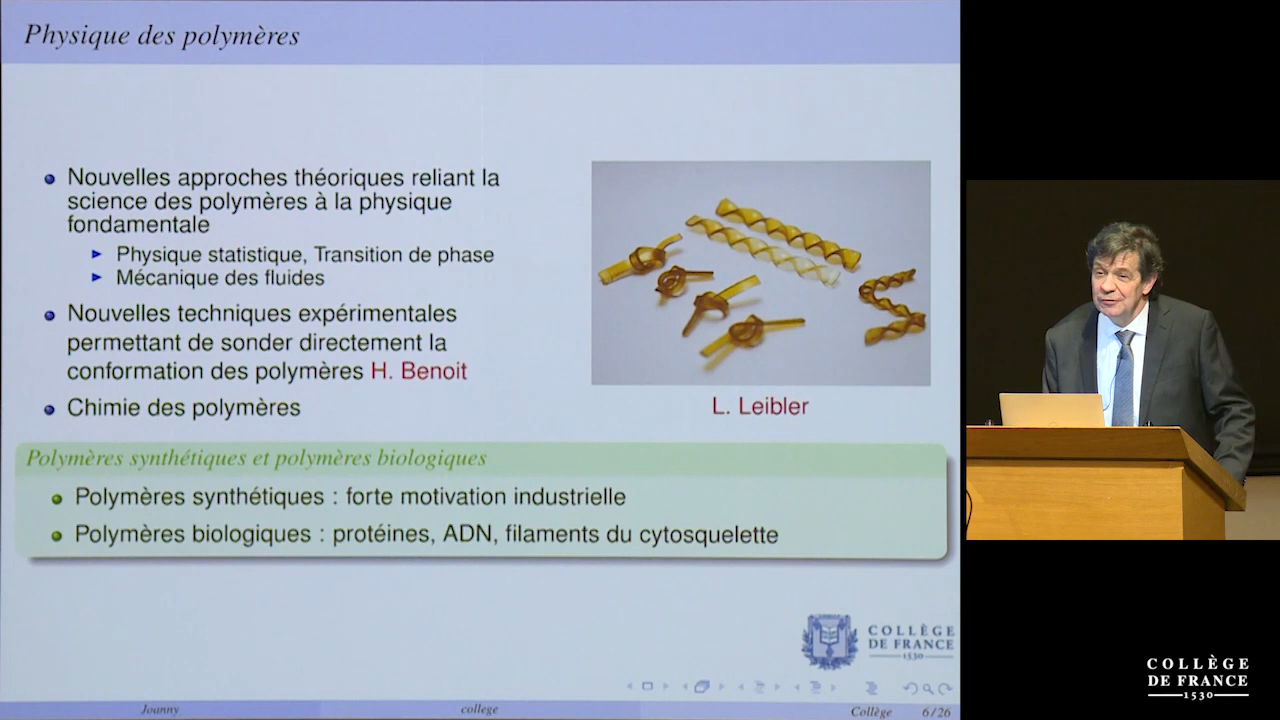 Physique des polymères
Nouvelles approches théoriques reliant la
science des polymères à la physique
fondamentale
Physique statistique, Transition de phase
Mécanique des fluides
Nouvelles techniques expérimentales
permettant de sonder directement la
conformation des polymères H. Benoit
Chimie des polymères
L. Leibler
Polymères synthétiques et polymères biologiques
Polymères synthétiques : forte motivation industrielle
Polymères biologiques : protéines, ADN, filaments du cytosquelette
COLLÈGE
DE FRANCE
1530
Joanny
college
Collège
6/26
COLLÈGE
DE FRANCE
1530